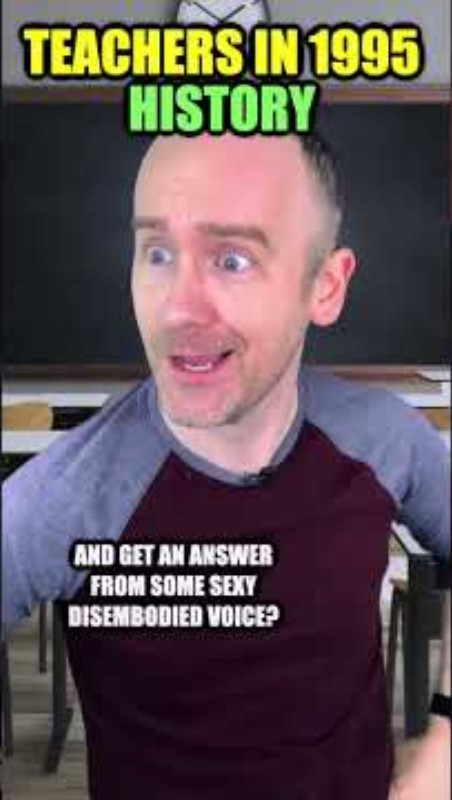 TEACHERS IN 1995
HISTORY
AND GET AN ANSWER
FROM SOME SEXY
DISEMBODIED VOICE?